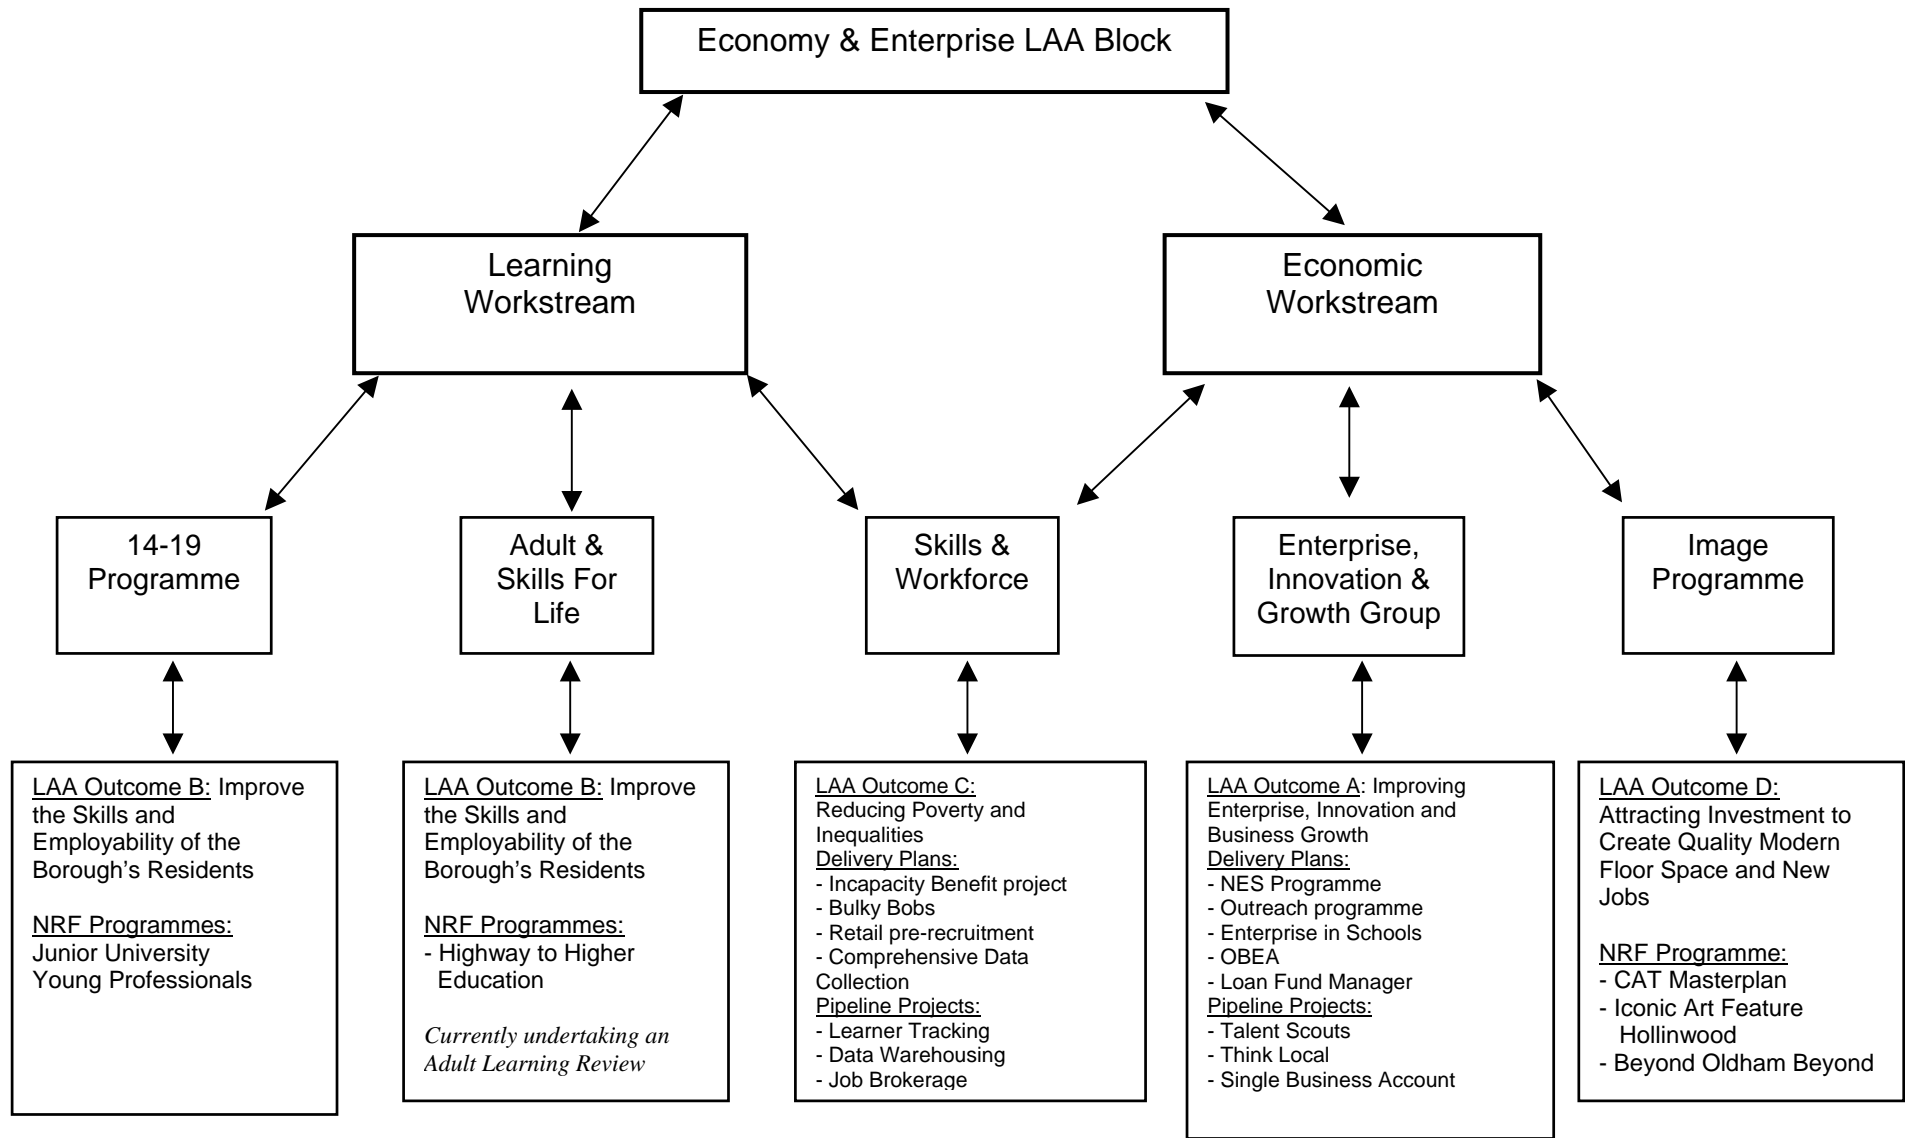 Economy & Enterprise LAA Block
Learning
Workstream
Economic
Workstream
14-19
Programme
Adult &
Skills For
Life
Skills &
Workforce
Enterprise,
Innovation &
Growth Group
Image
Programme
LAA Outcome B: Improve
the Skills and
Employability of the
Borough’s Residents
NRF Programmes:
Junior University
Young Professionals
LAA Outcome B: Improve
the Skills and
Employability of the
Borough’s Residents
NRF Programmes:
- Highway to Higher
Education
Currently undertaking an
Adult Learning Review
LAA Outcome C:
Reducing Poverty and
Inequalities
Delivery Plans:
- Incapacity Benefit project
- Bulky Bobs
- Retail pre-recruitment
- Comprehensive Data
Collection
Pipeline Projects:
- Learner Tracking
- Data Warehousing
- Job Brokerage
LAA Outcome A: Improving
Enterprise, Innovation and
Business Growth
Delivery Plans:
- NES Programme
- Outreach programme
- Enterprise in Schools
- OBEA
- Loan Fund Manager
Pipeline Projects:
- Talent Scouts
- Think Local
- Single Business Account
LAA Outcome D:
Attracting Investment to
Create Quality Modern
Floor Space and New
Jobs
NRF Programme:
- CAT Masterplan
- Iconic Art Feature
Hollinwood
- Beyond Oldham Beyond